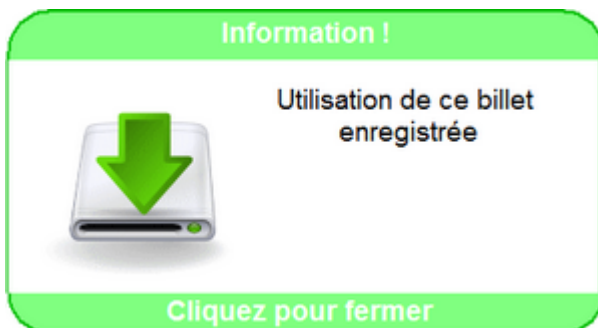 Information !
Utilisation de ce billet
enregistrée
Cliquez pour fermer